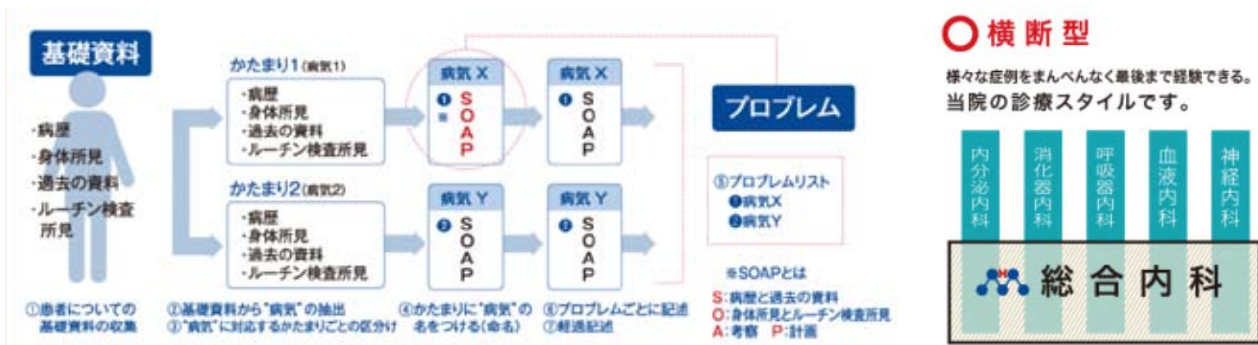 基礎資料
・病歴
・身体所見
・過去の資料
・ルーチン検査
所見
①患者についての
基礎資料の収集
かたまり1(病気1)
・病歴
・身体所見
・過去の資料
・ルーチン検査所見
かたまり2(病気2)
・病歴
・身体所見
・過去の資料
・ルーチン検査所見
②基礎資料から"病気"の抽出
③"病気"に対応するかたまりごとの区分け
病気 X
❶ S
※ O
A
P
病気 Y
❷ S
O
A
P
④かたまりに"病気"の
名をつける(命名)
病気 X
❶ S
O
A
P
病気 Y
❷ S
O
A
P
⑥プロブレムごとに記述
⑦経過記述
プロブレム
⑤プロブレムリスト
❶病気X
❷病気Y
※SOAPとは
S:病歴と過去の資料
O:身体所見とルーチン検査所見
A:考察 P:計画
○横断型
様々な症例をまんべんなく最後まで経験できる。
当院の診療スタイルです。
内分泌内科
消化器内科
呼吸器内科
血液内科
神経内科
H 総合内科